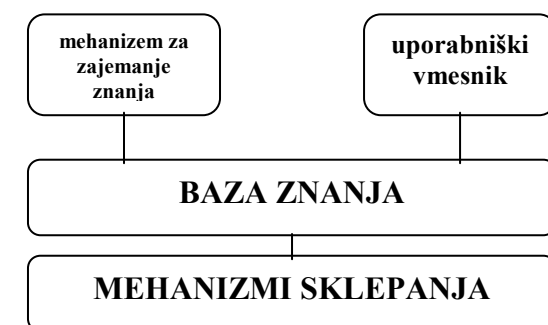 mehanizem za
zajemanje
znanja
uporabniški
vmesnik
BAZA ZNANJA
MEHANIZMI SKLEPANJA